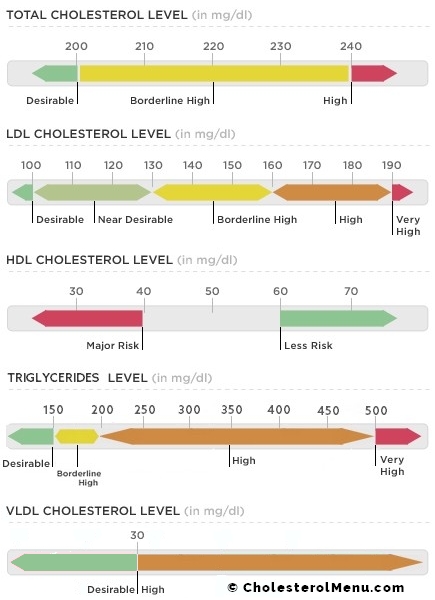 TOTAL CHOLESTEROL LEVEL (in mg/dl)
200 220 240
Desirable Borderline High High
LDL CHOLESTEROL LEVEL (in mg/dl)
100 110 120 130 140 150 160 170 180 190
Desirable Near Desirable Borderline High High Very
High
HDL CHOLESTEROL LEVEL (in mg/dl)
30 40 50 60 70
Major Risk Less Risk
TRIGLYCERIDES LEVEL (in mg/dl)
150 200 250 300 350 400 450 500
Desirable Borderline High Very
High High
VLDL CHOLESTEROL LEVEL (in mg/dl)
30
Desirable High
© CholesterolMenu.com